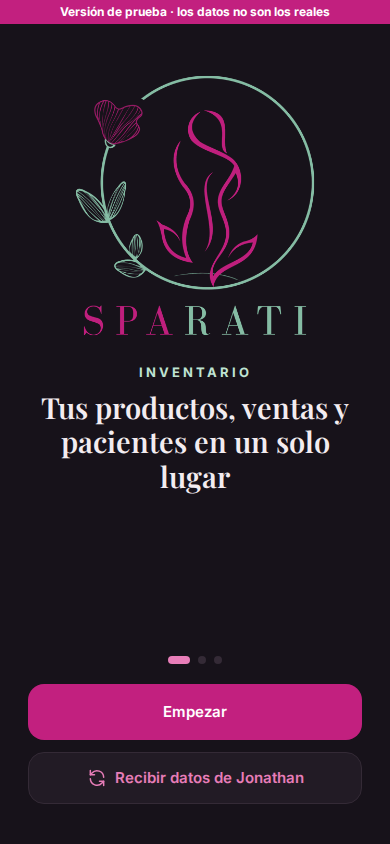 Versión de prueba · los datos no son los reales
SPARATI
INVENTARIO
Tus productos, ventas y
pacientes en un solo
lugar
Empezar
Recibir datos de Jonathan